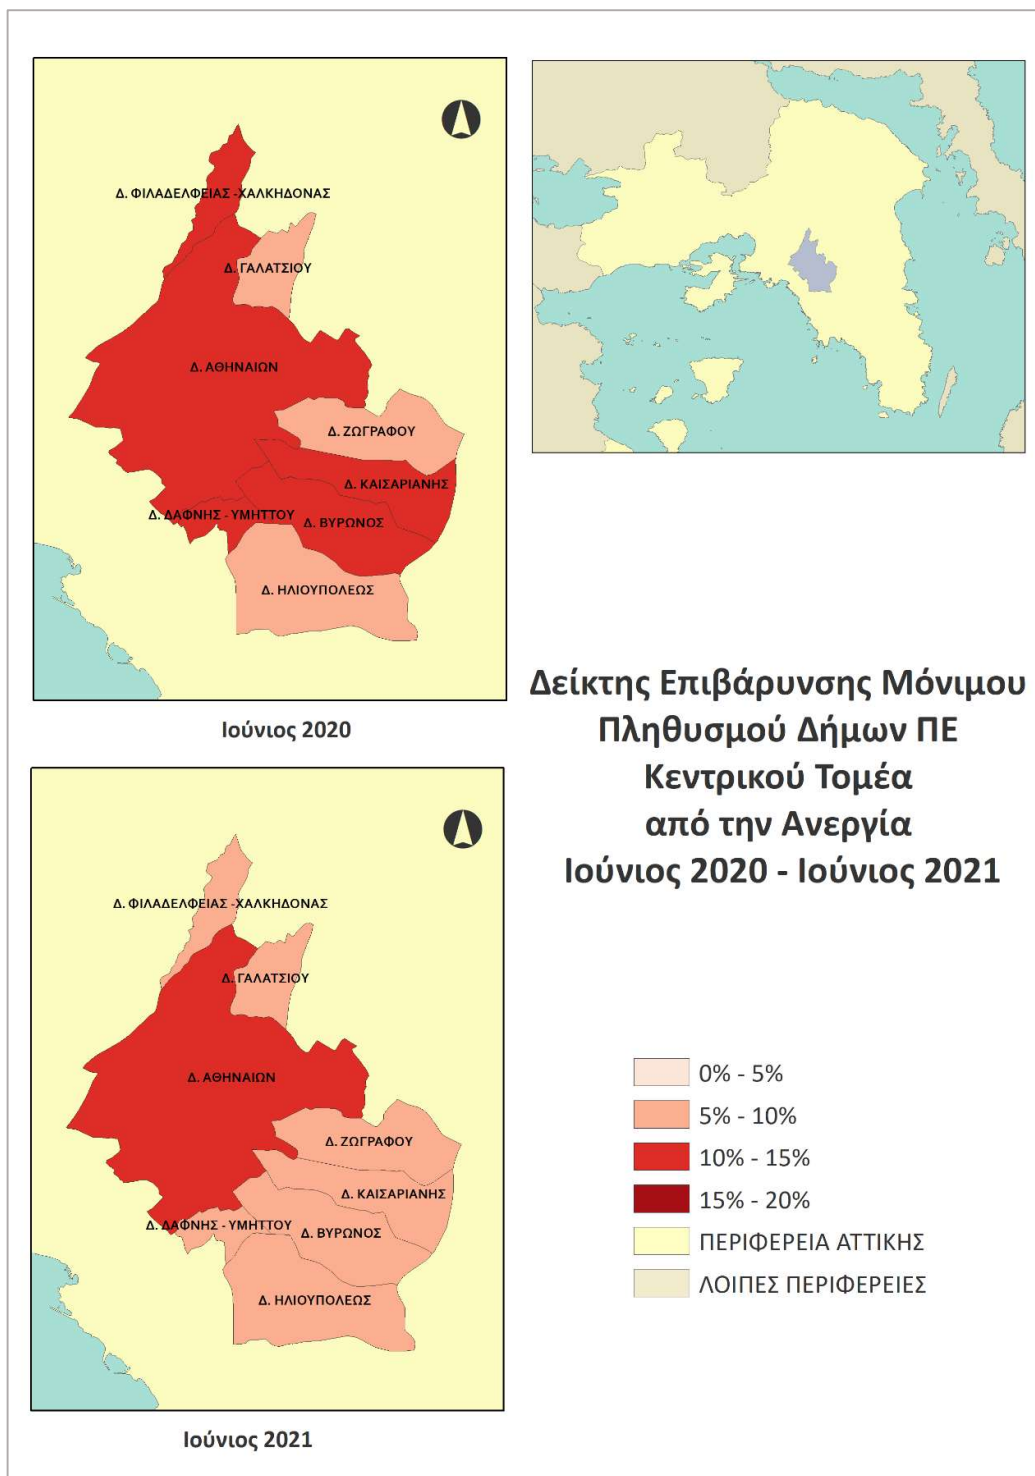 Δ. ΦΙΛΑΔΕΛΦΕΙΑΣ -ΧΑΛΚΗΔΟΝΑΣ
Δ. ΓΑΛΑΤΣΙΟΥ
Δ. ΑΘΗΝΑΙΩΝ
Δ. ΖΩΓΡΑΦΟΥ
Δ. ΚΑΙΣΑΡΙΑΝΗΣ
Δ. ΔΑΦΝΗΣ - ΥΜΗΤΤΟΥ
Δ. ΒΥΡΩΝΟΣ
Δ. ΗΛΙΟΥΠΟΛΕΩΣ
Ιούνιος 2020
Δείκτης Επιβάρυνσης Μόνιμου
Πληθυσμού Δήμων ΠΕ
Κεντρικού Τομέα
από την Ανεργία
Ιούνιος 2020 - Ιούνιος 2021
Δ. ΦΙΛΑΔΕΛΦΕΙΑΣ -ΧΑΛΚΗΔΟΝΑΣ
Δ. ΓΑΛΑΤΣΙΟΥ
Δ. ΑΘΗΝΑΙΩΝ
Δ. ΖΩΓΡΑΦΟΥ
Δ. ΚΑΙΣΑΡΙΑΝΗΣ
Δ. ΔΑΦΝΗΣ - ΥΜΗΤΤΟΥ
Δ. ΒΥΡΩΝΟΣ
Δ. ΗΛΙΟΥΠΟΛΕΩΣ
Ιούνιος 2021
0% - 5%
5% - 10%
10% - 15%
15% - 20%
ΠΕΡΙΦΕΡΕΙΑ ΑΤΤΙΚΗΣ
ΛΟΙΠΕΣ ΠΕΡΙΦΕΡΕΙΕΣ